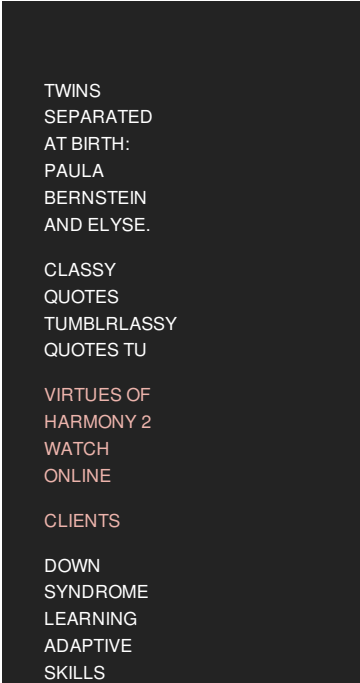 TWINS
SEPARATED
AT BIRTH:
PAULA
BERNSTEIN
AND ELYSE.
CLASSY
QUOTES
TUMBLRLASSY
QUOTES TU
VIRTUES OF
HARMONY 2
WATCH
ONLINE
CLIENTS
DOWN
SYNDROME
LEARNING
ADAPTIVE
SKILLS